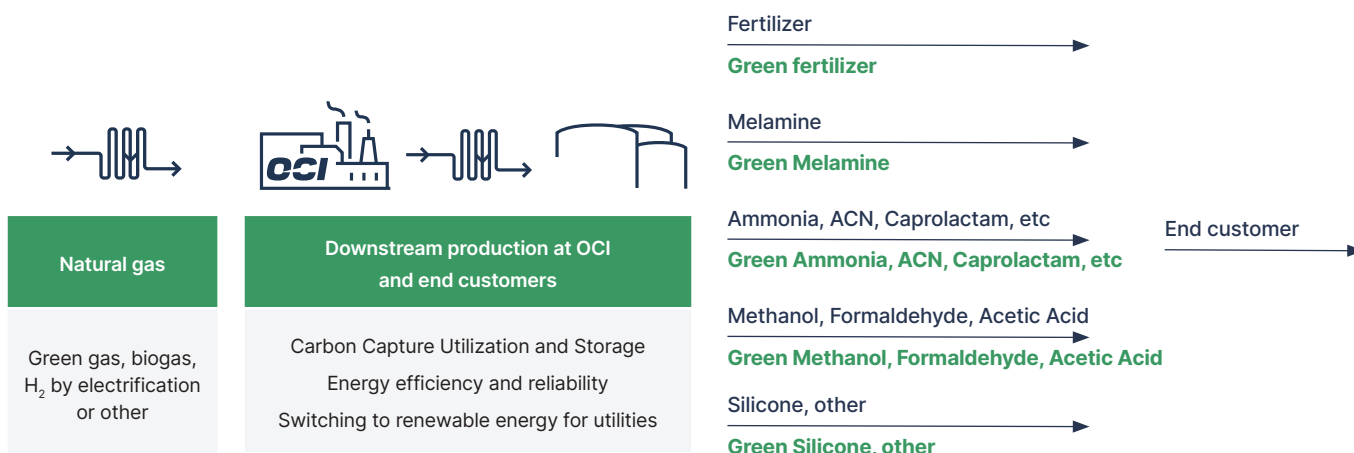 OCI
Natural gas
Green gas, biogas,
H₂ by electrification
or other
Downstream production at OCI
and end customers
Carbon Capture Utilization and Storage
Energy efficiency and reliability
Switching to renewable energy for utilities
Fertilizer
Green fertilizer
Melamine
Green Melamine
Ammonia, ACN, Caprolactam, etc
Green Ammonia, ACN, Caprolactam, etc
Methanol, Formaldehyde, Acetic Acid
Green Methanol, Formaldehyde, Acetic Acid
Silicone, other
Green Silicone, other
End customer